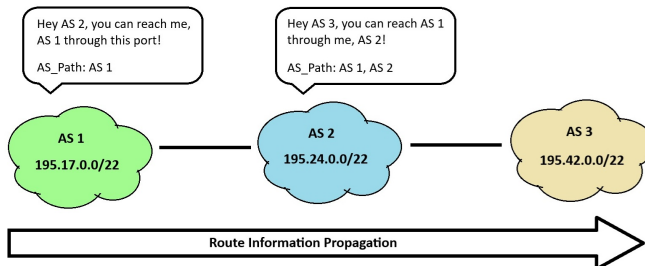 Hey AS 2, you can reach me,
AS 1 through this port!
AS_Path: AS 1
Hey AS 3, you can reach AS 1
through me, AS 2!
AS_Path: AS 1, AS 2
AS 1
195.17.0.0/22
AS 2
195.24.0.0/22
AS 3
195.42.0.0/22
Route Information Propagation